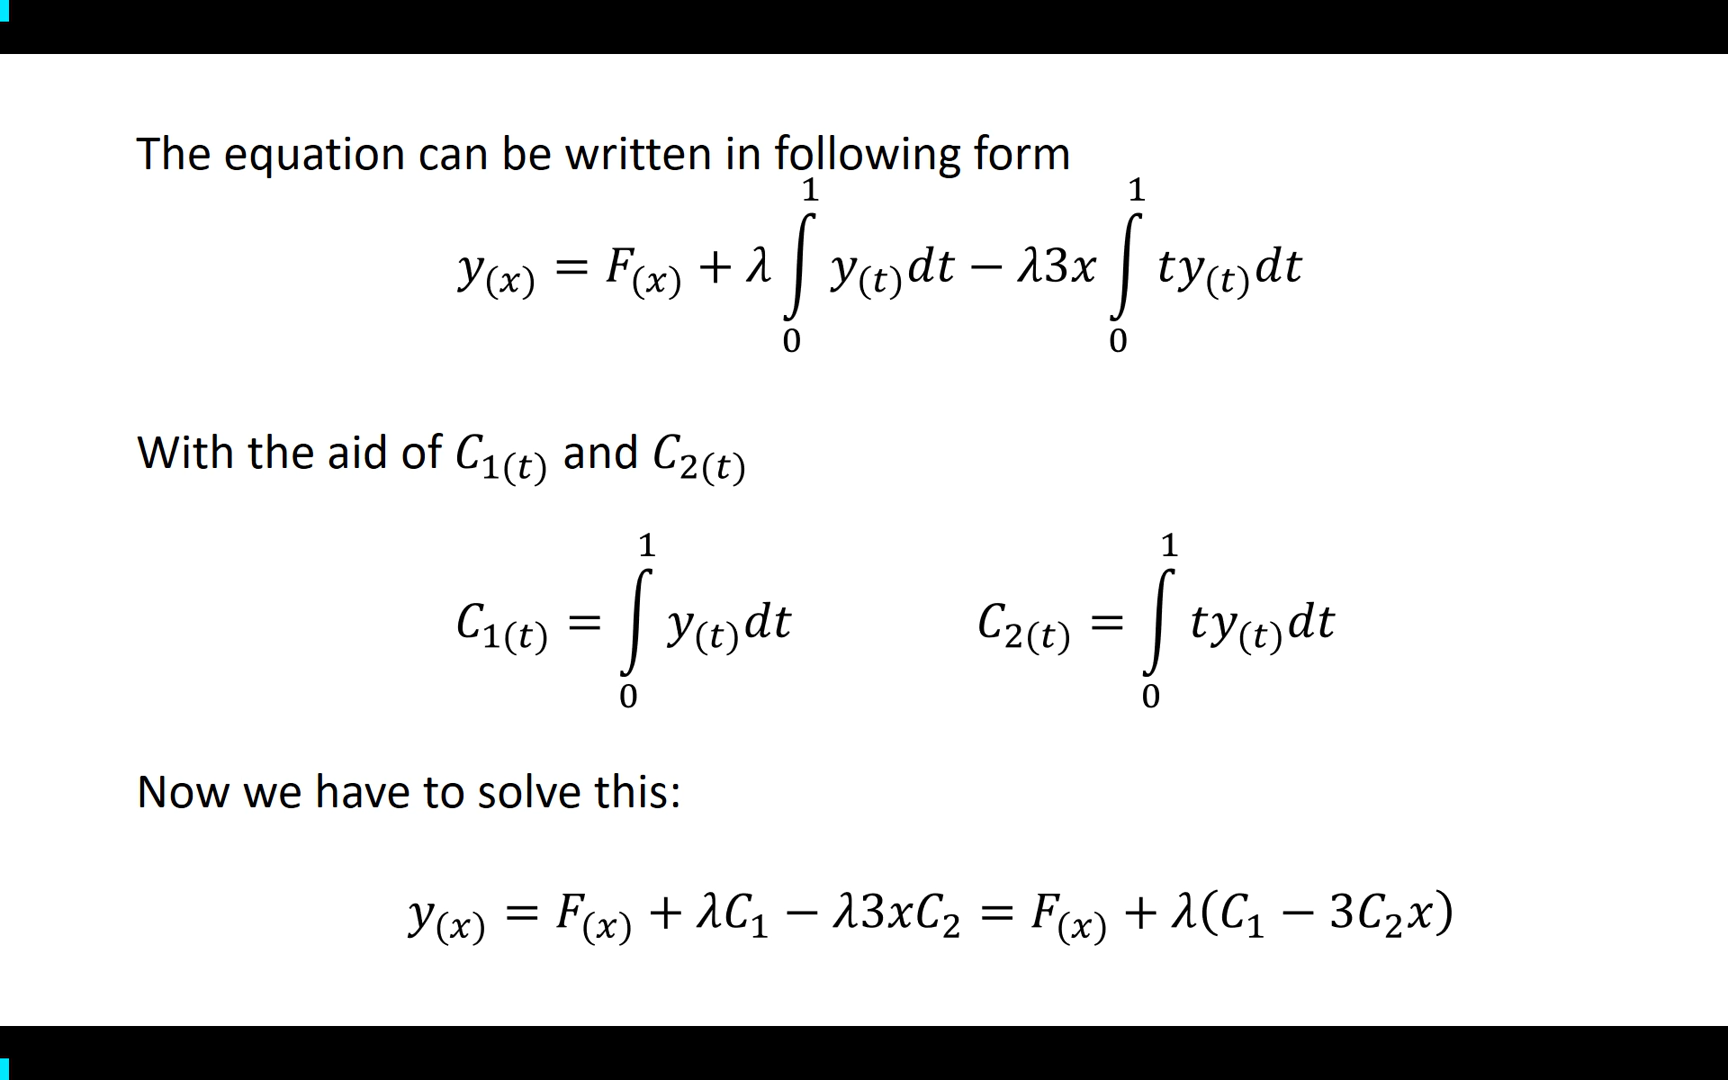 The equation can be written in following form
y₍ₓ₎ = F₍ₓ₎ + λ ∫₀¹ y₍ₜ₎dt − λ3x ∫₀¹ ty₍ₜ₎dt
With the aid of C₁₍ₜ₎ and C₂₍ₜ₎
C₁₍ₜ₎ = ∫₀¹ y₍ₜ₎dt C₂₍ₜ₎ = ∫₀¹ ty₍ₜ₎dt
Now we have to solve this:
y₍ₓ₎ = F₍ₓ₎ + λC₁ − λ3xC₂ = F₍ₓ₎ + λ(C₁ − 3C₂x)